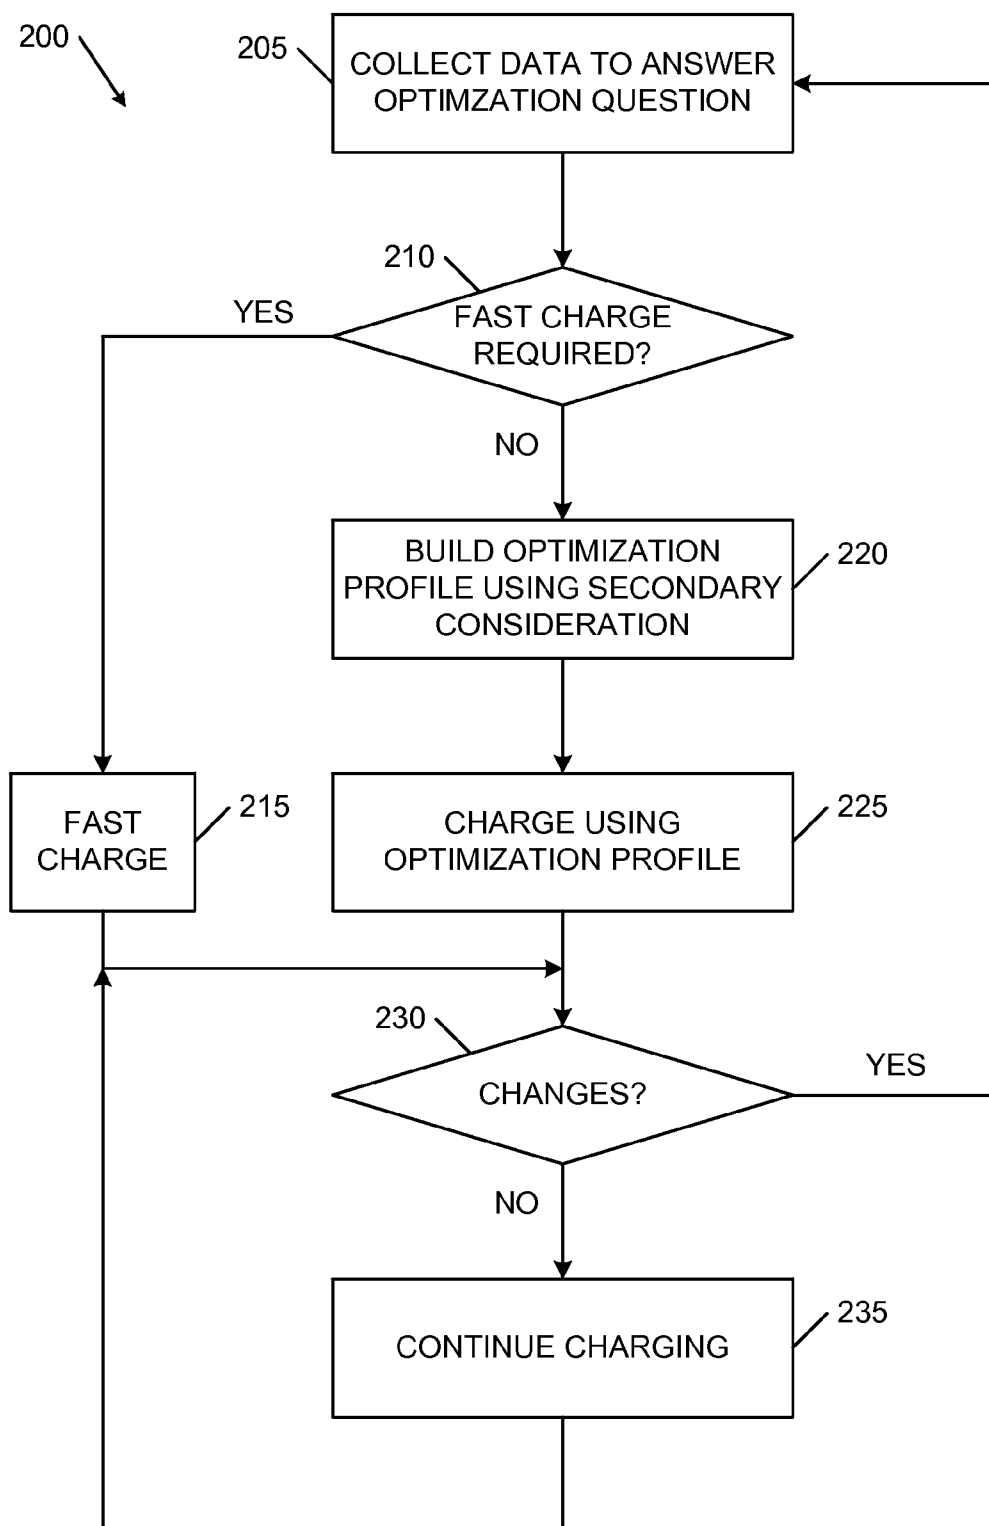 200
205
COLLECT DATA TO ANSWER
OPTIMZATION QUESTION
210
YES
FAST CHARGE
REQUIRED?
NO
BUILD OPTIMIZATION
PROFILE USING SECONDARY
CONSIDERATION
220
FAST
CHARGE
215
CHARGE USING
OPTIMIZATION PROFILE
225
230
CHANGES?
YES
NO
CONTINUE CHARGING
235